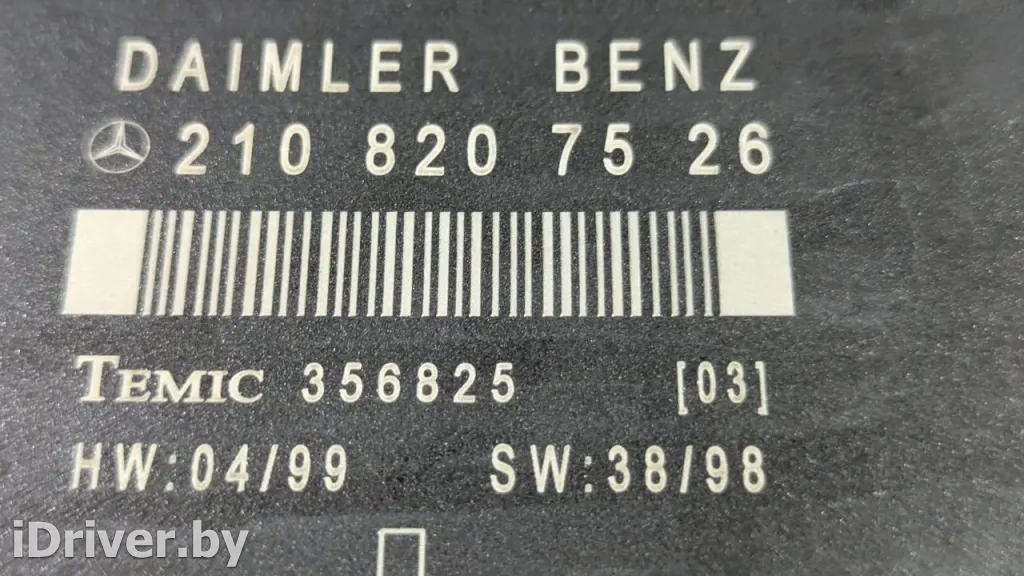 DAIMLER BENZ
210 820 75 26
TEMIC 356825 [03]
HW:04/99 SW:38/98
iDriver.by